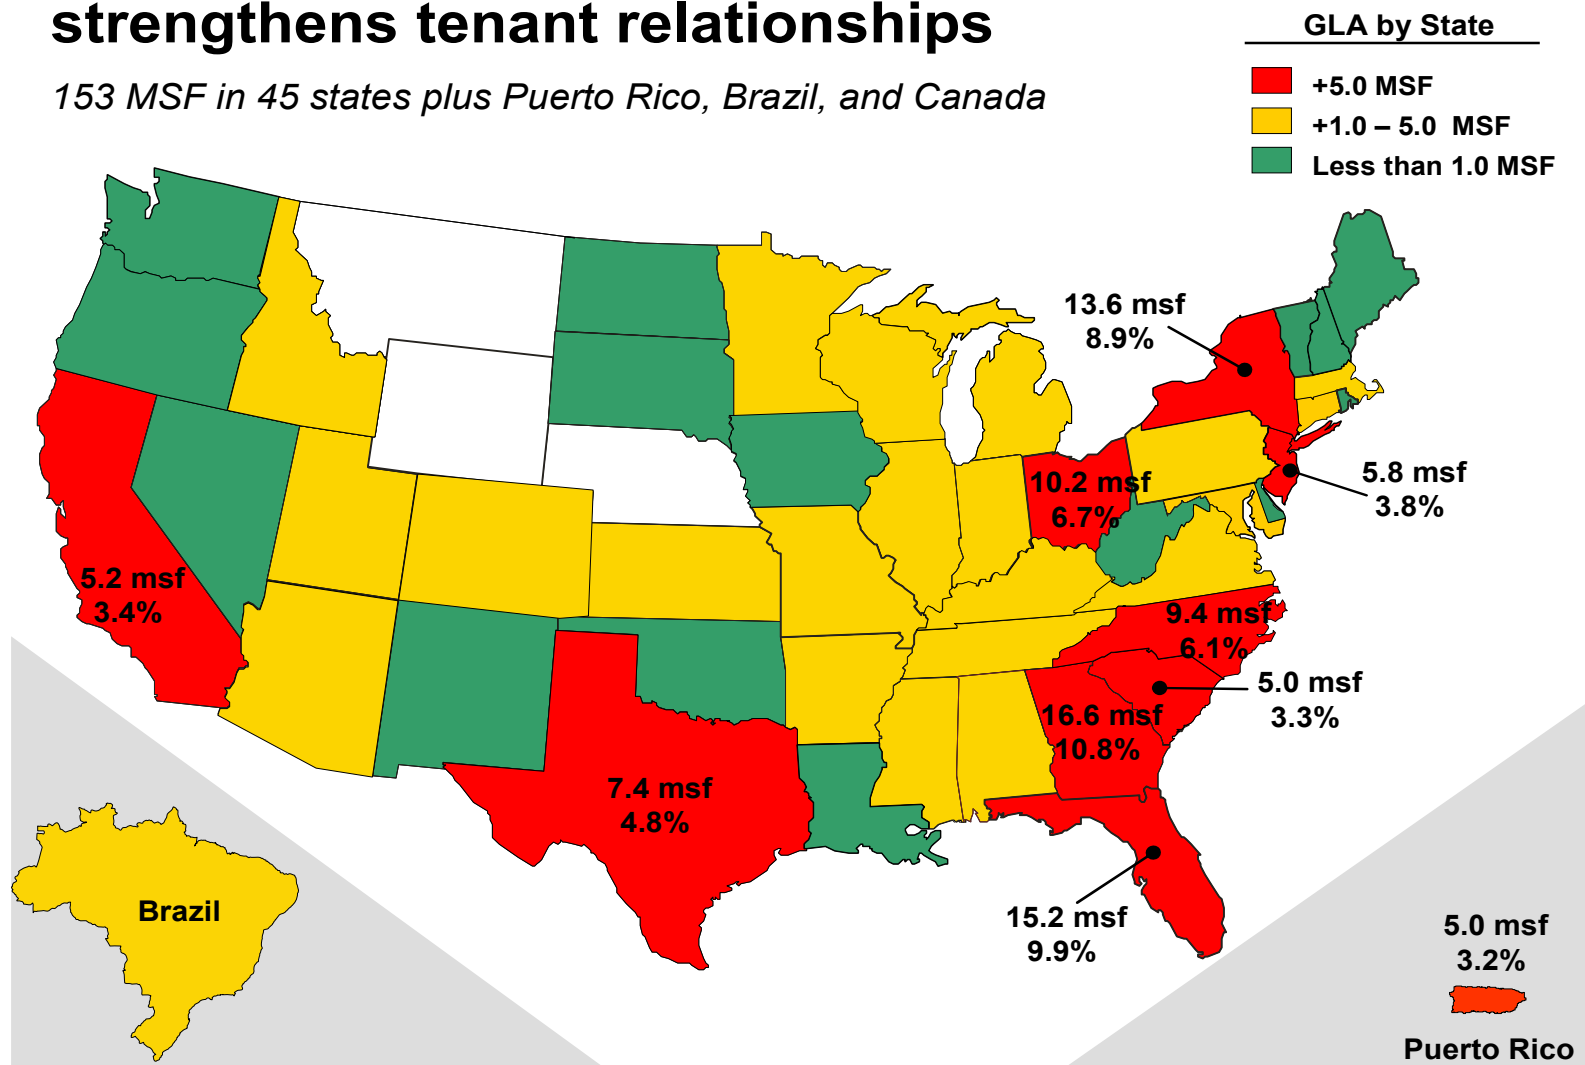 strengthens tenant relationships
153 MSF in 45 states plus Puerto Rico, Brazil, and Canada
GLA by State
+5.0 MSF
+1.0 – 5.0  MSF
Less than 1.0 MSF
13.6 msf
8.9%
10.2 msf
6.7%
5.8 msf
3.8%
5.2 msf
3.4%
9.4 msf
6.1%
5.0 msf
3.3%
16.6 msf
10.8%
7.4 msf
4.8%
15.2 msf
9.9%
Brazil
5.0 msf
3.2%
Puerto Rico